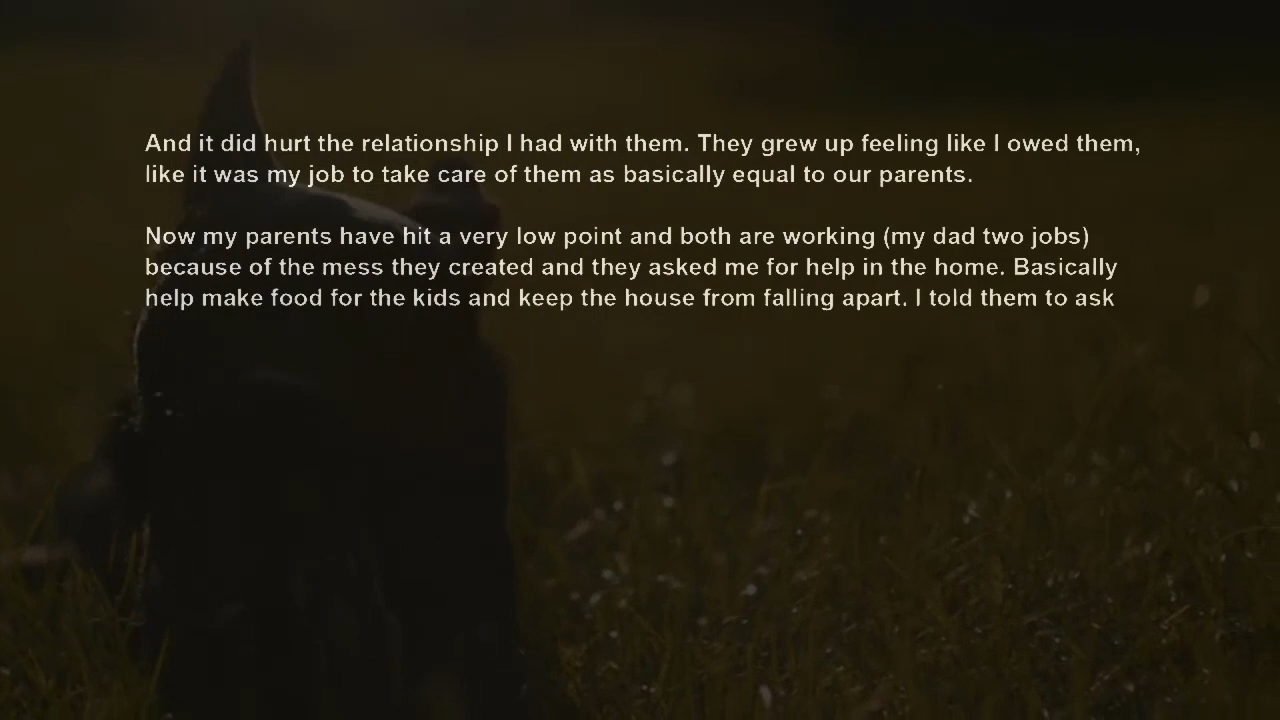 And it did hurt the relationship I had with them. They grew up feeling like I owed them,
like it was my job to take care of them as basically equal to our parents.
Now my parents have hit a very low point and both are working (my dad two jobs)
because of the mess they created and they asked me for help in the home. Basically
help make food for the kids and keep the house from falling apart. I told them to ask